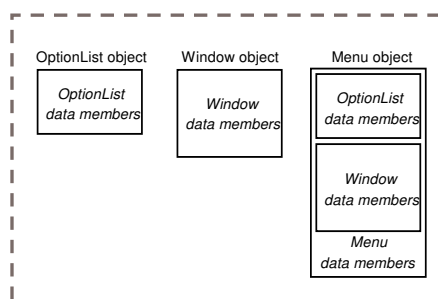 OptionList object
OptionList
data members
Window object
Window
data members
Menu object
OptionList
data members
Window
data members
Menu
data members